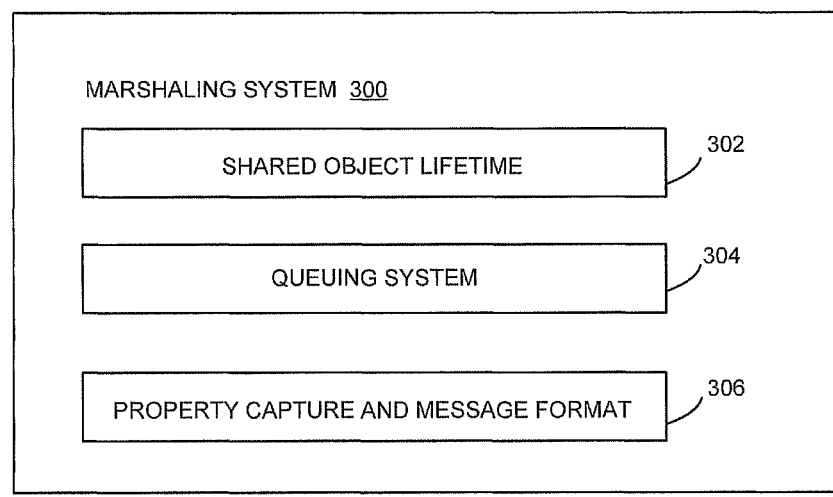 MARSHALING SYSTEM 300
SHARED OBJECT LIFETIME
302
QUEUING SYSTEM
304
PROPERTY CAPTURE AND MESSAGE FORMAT
306